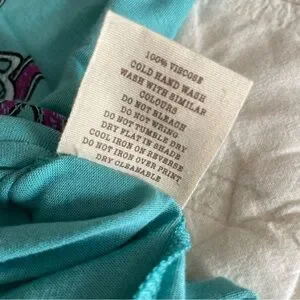 100% VISCOSE
COLD HAND WASH
WASH WITH SIMILAR
COLOURS
DO NOT BLEACH
DO NOT WRING
DO NOT TUMBLE DRY
DRY FLAT IN SHADE
COOL IRON ON REVERSE
DO NOT IRON OVER PRINT
DRY CLEANABLE